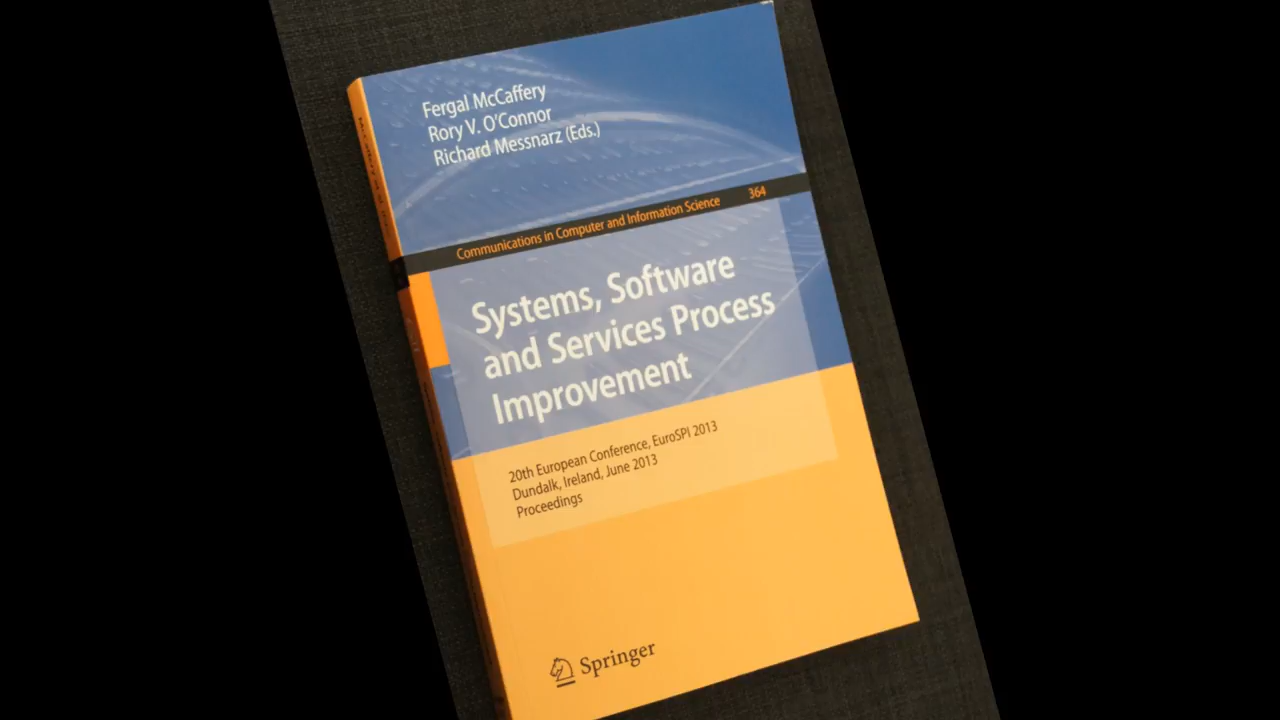 Fergal McCaffery
Rory V. O'Connor
Richard Messnarz (Eds.)
Communications in Computer and Information Science 364
Systems, Software
and Services Process
Improvement
20th European Conference, EuroSPI 2013
Dundalk, Ireland, June 2013
Proceedings
Springer